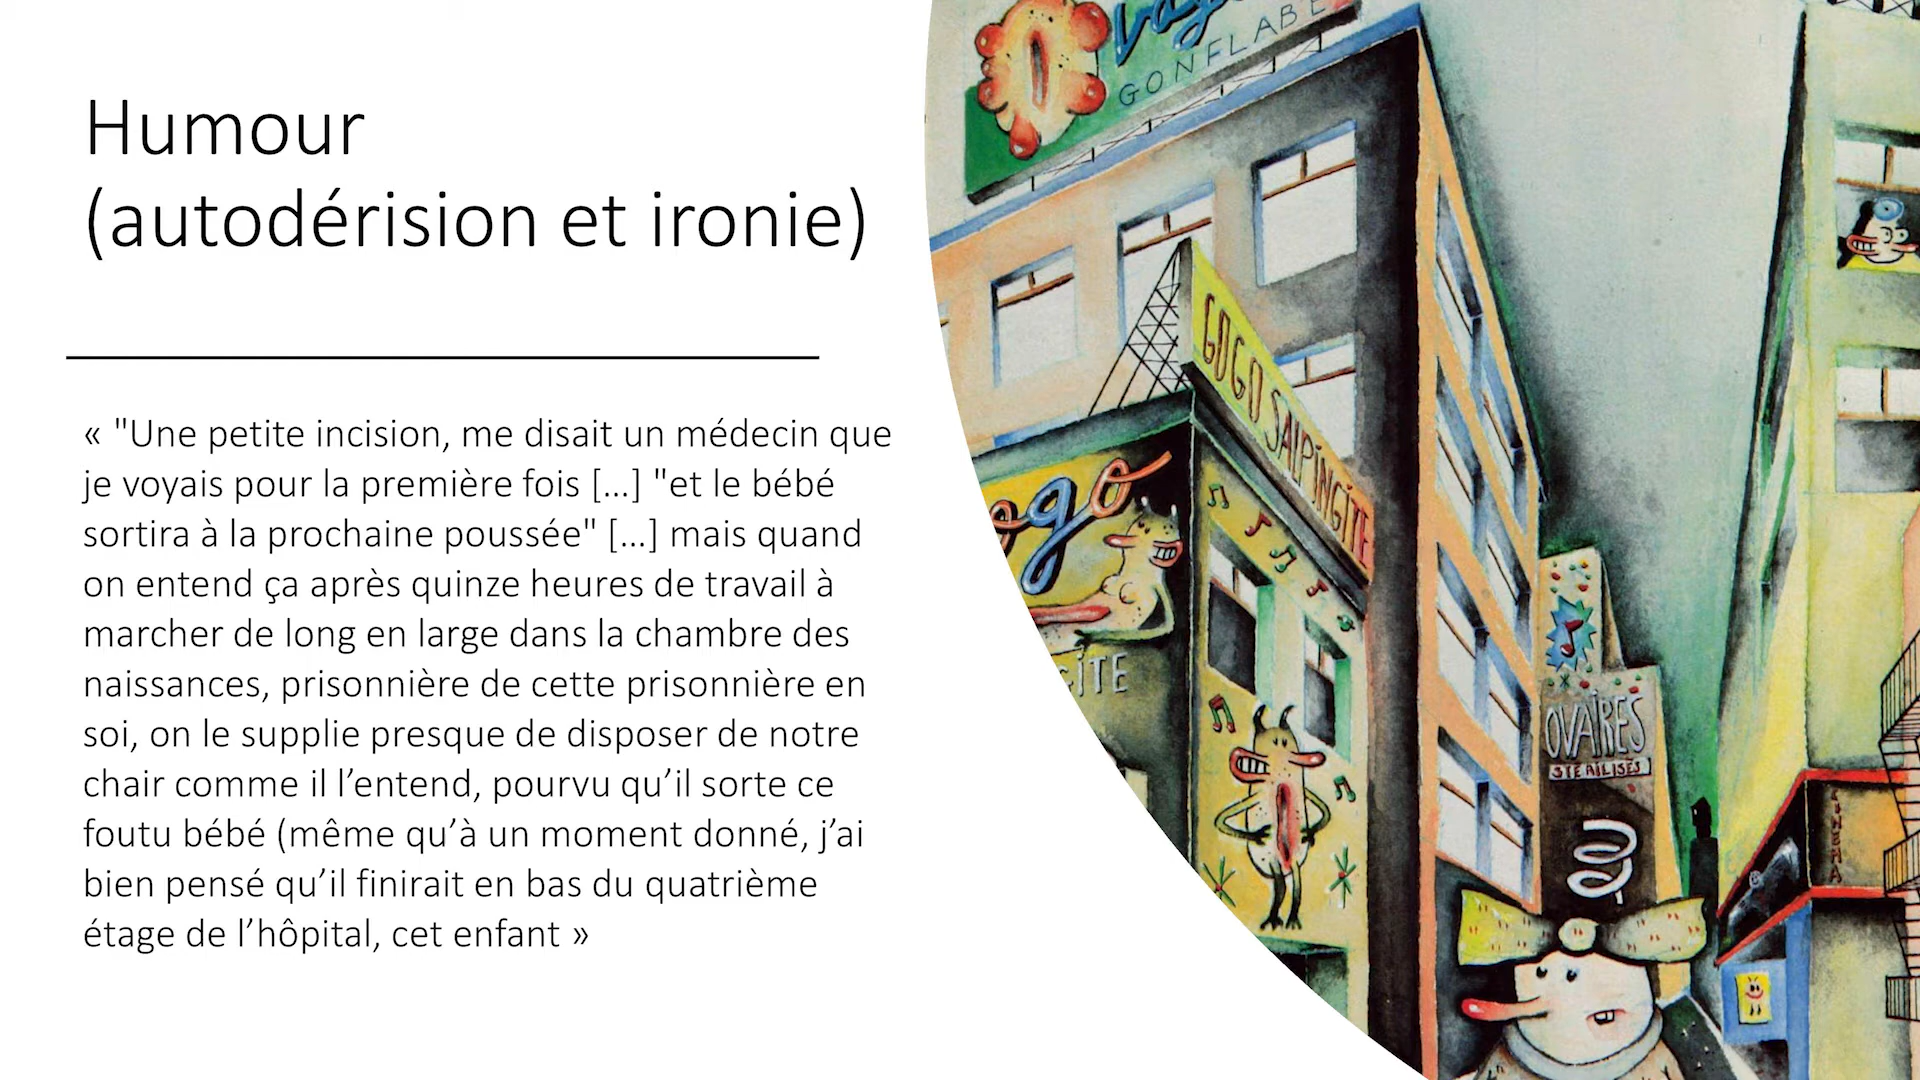 Humour
(autodérision et ironie)
« "Une petite incision, me disait un médecin que
je voyais pour la première fois […] "et le bébé
sortira à la prochaine poussée" […] mais quand
on entend ça après quinze heures de travail à
marcher de long en large dans la chambre des
naissances, prisonnière de cette prisonnière en
soi, on le supplie presque de disposer de notre
chair comme il l’entend, pourvu qu’il sorte ce
foutu bébé (même qu’à un moment donné, j’ai
bien pensé qu’il finirait en bas du quatrième
étage de l’hôpital, cet enfant »
GONFLABLE
GOGO SALPINGITE
ogo
GITE
OVAIRES
STÉRILISÉS
CINEMA